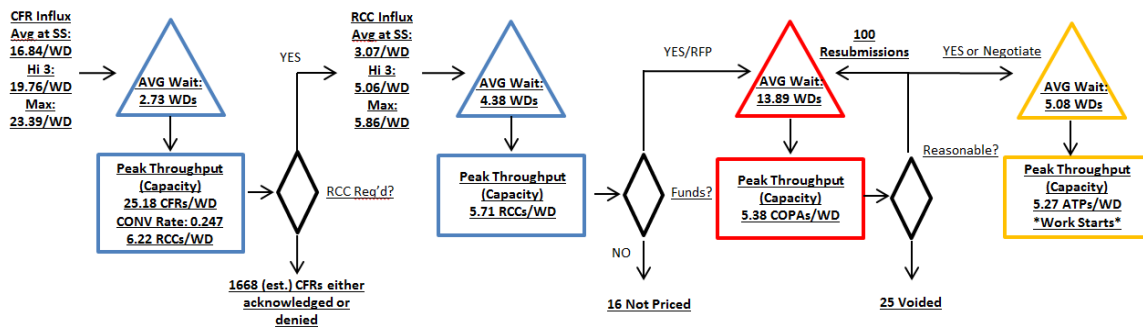 CFR Influx
Avg at SS:
16.84/WD
Hi 3:
19.76/WD
Max:
23.39/WD
AVG Wait:
2.73 WDs
Peak Throughput
(Capacity)
25.18 CFRs/WD
CONV Rate: 0.247
6.22 RCCs/WD
YES
RCC Req'd?
1668 (est.) CFRs either
acknowledged or
denied
RCC Influx
Avg at SS:
3.07/WD
Hi 3:
5.06/WD
Max:
5.86/WD
AVG Wait:
4.38 WDs
Peak Throughput
(Capacity)
5.71 RCCs/WD
YES/RFP
Funds?
NO
16 Not Priced
AVG Wait:
13.89 WDs
Peak Throughput
(Capacity)
5.38 COPAs/WD
100
Resubmissions
YES or Negotiate
Reasonable?
25 Voided
AVG Wait:
5.08 WDs
Peak Throughput
(Capacity)
5.27 ATPs/WD
*Work Starts*